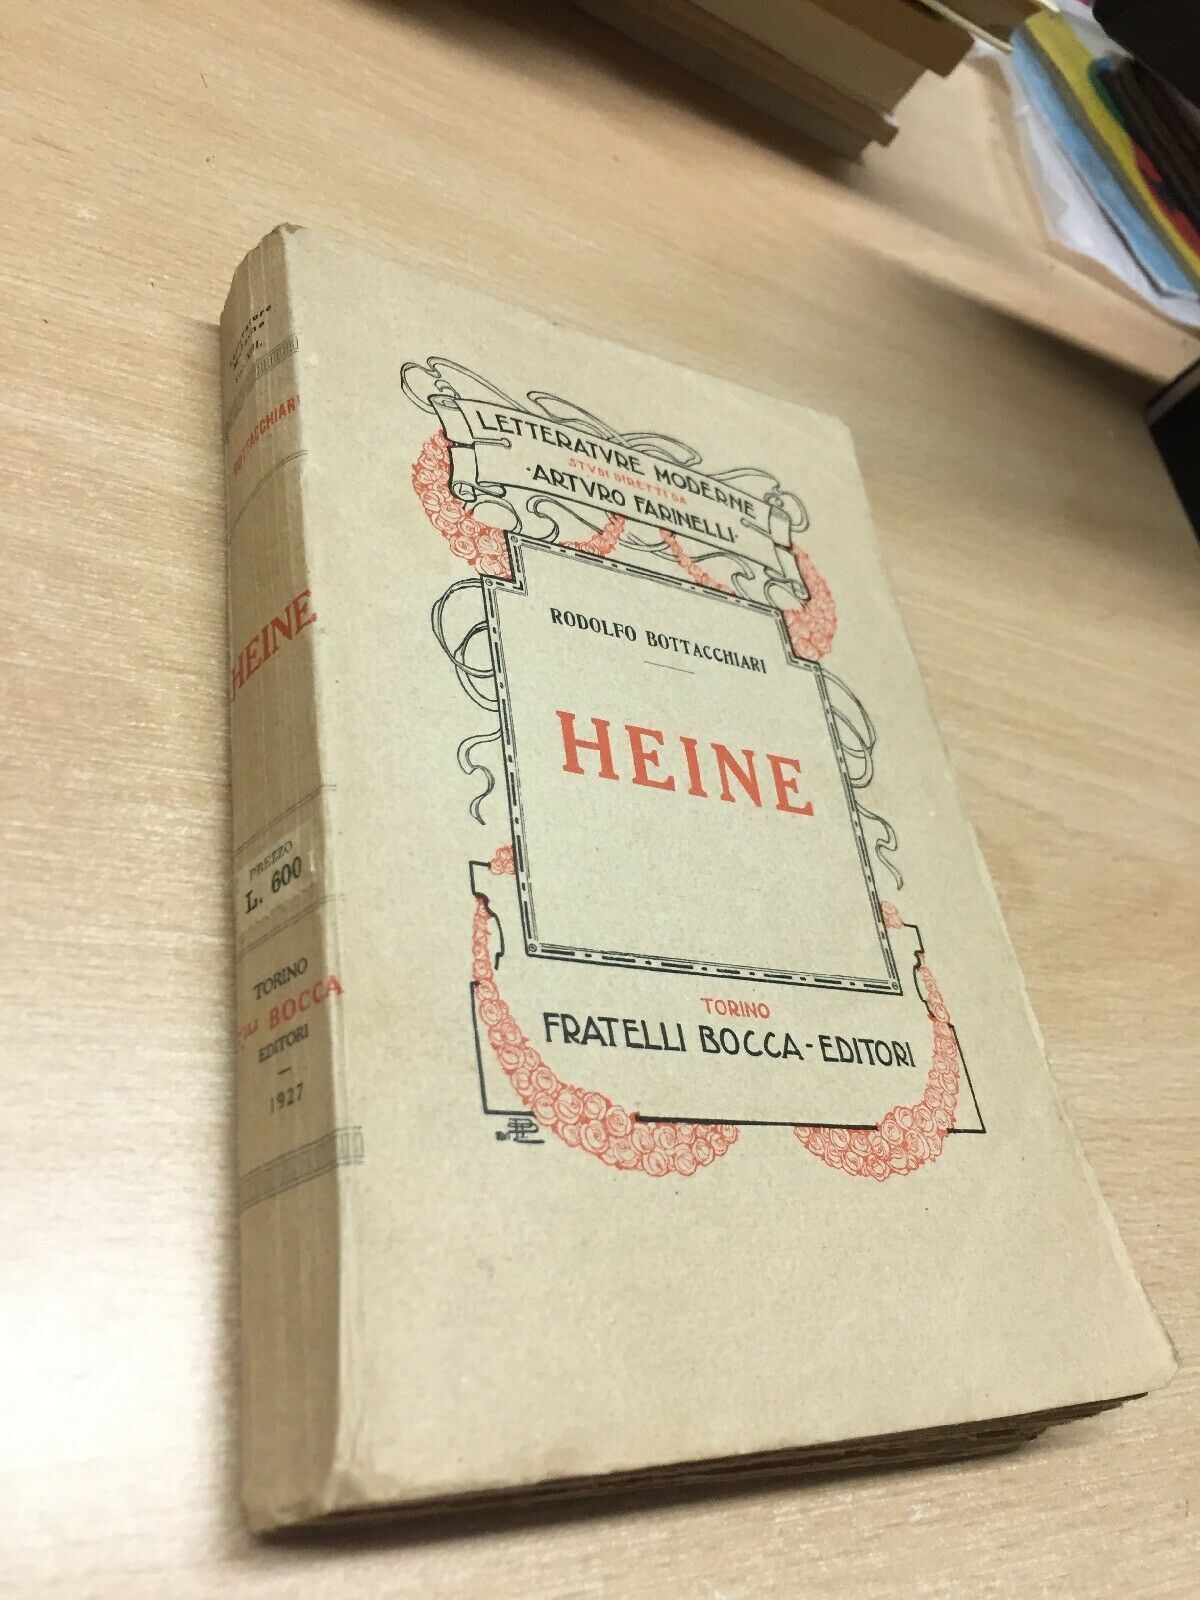 LETTERATVRE MODERNE
STVDI DIRETTI DA
·ARTVRO FARINELLI·
RODOLFO BOTTACCHIARI
HEINE
TORINO
FRATELLI BOCCA-EDITORI
BOTTACCHIARI
HEINE
PREZZO
L. 600
TORINO
BOCCA
EDITORI
1927